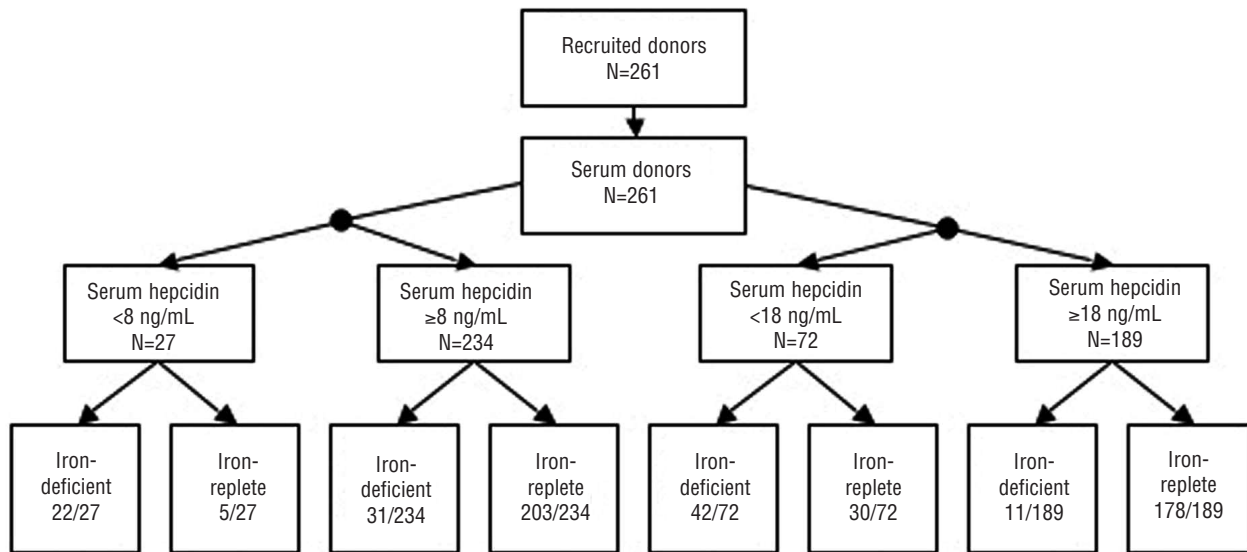 Recruited donors
N=261
Serum donors
N=261
Serum hepcidin
<8 ng/mL
N=27
Serum hepcidin
≥8 ng/mL
N=234
Serum hepcidin
<18 ng/mL
N=72
Serum hepcidin
≥18 ng/mL
N=189
Iron-
deficient
22/27
Iron-
replete
5/27
Iron-
deficient
31/234
Iron-
replete
203/234
Iron-
deficient
42/72
Iron-
replete
30/72
Iron-
deficient
11/189
Iron-
replete
178/189